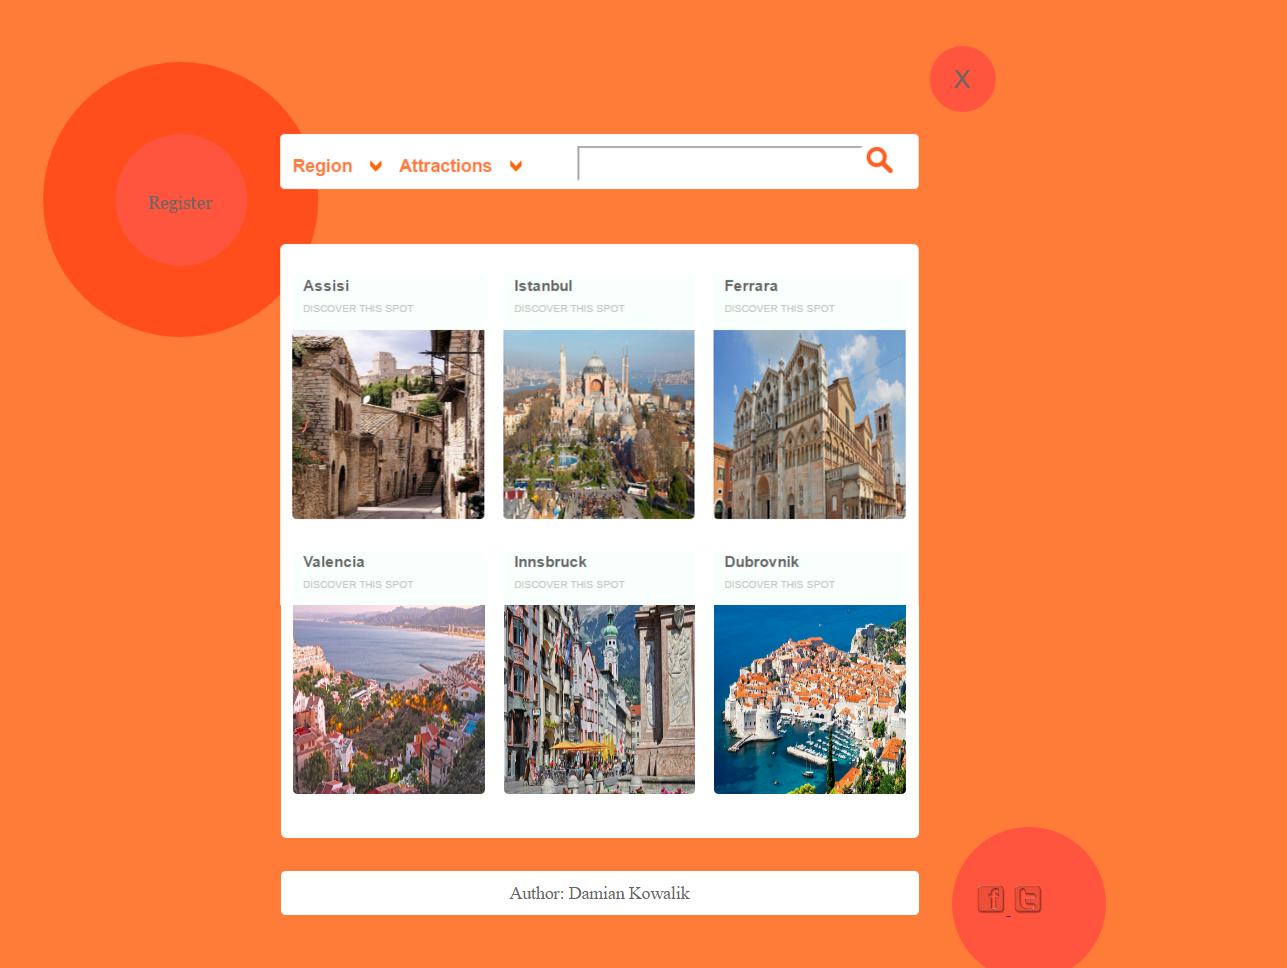 X
Region Attractions
Register
Assisi Istanbul Ferrara
DISCOVER THIS SPOT DISCOVER THIS SPOT DISCOVER THIS SPOT
Valencia Innsbruck Dubrovnik
DISCOVER THIS SPOT DISCOVER THIS SPOT DISCOVER THIS SPOT
Author: Damian Kowalik
f t